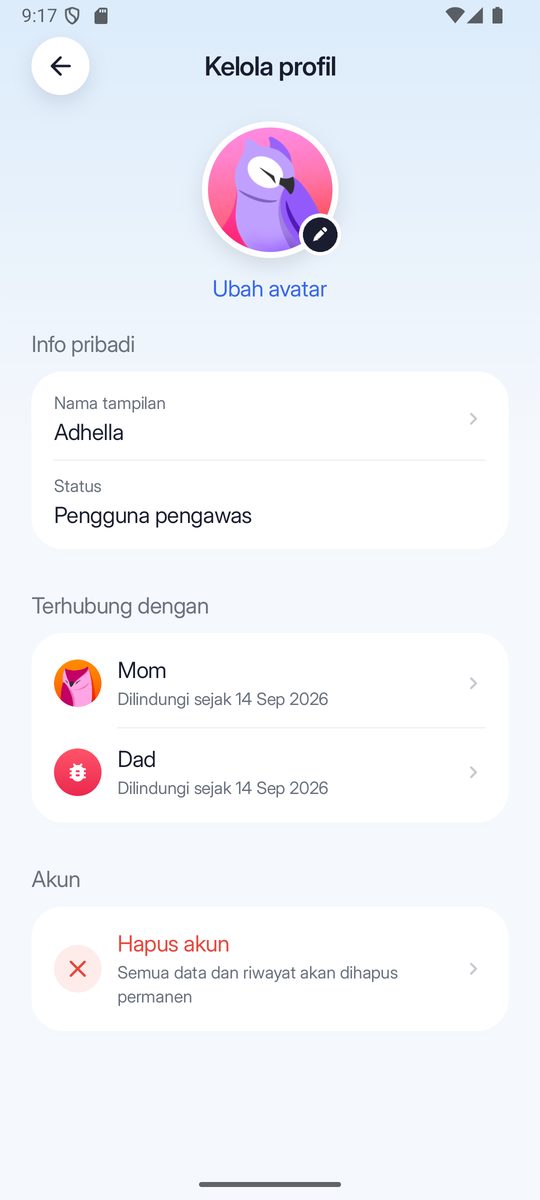 9:17
Kelola profil
Ubah avatar
Info pribadi
Nama tampilan
Adhella
Status
Pengguna pengawas
Terhubung dengan
Mom
Dilindungi sejak 14 Sep 2026
Dad
Dilindungi sejak 14 Sep 2026
Akun
Hapus akun
Semua data dan riwayat akan dihapus
permanen